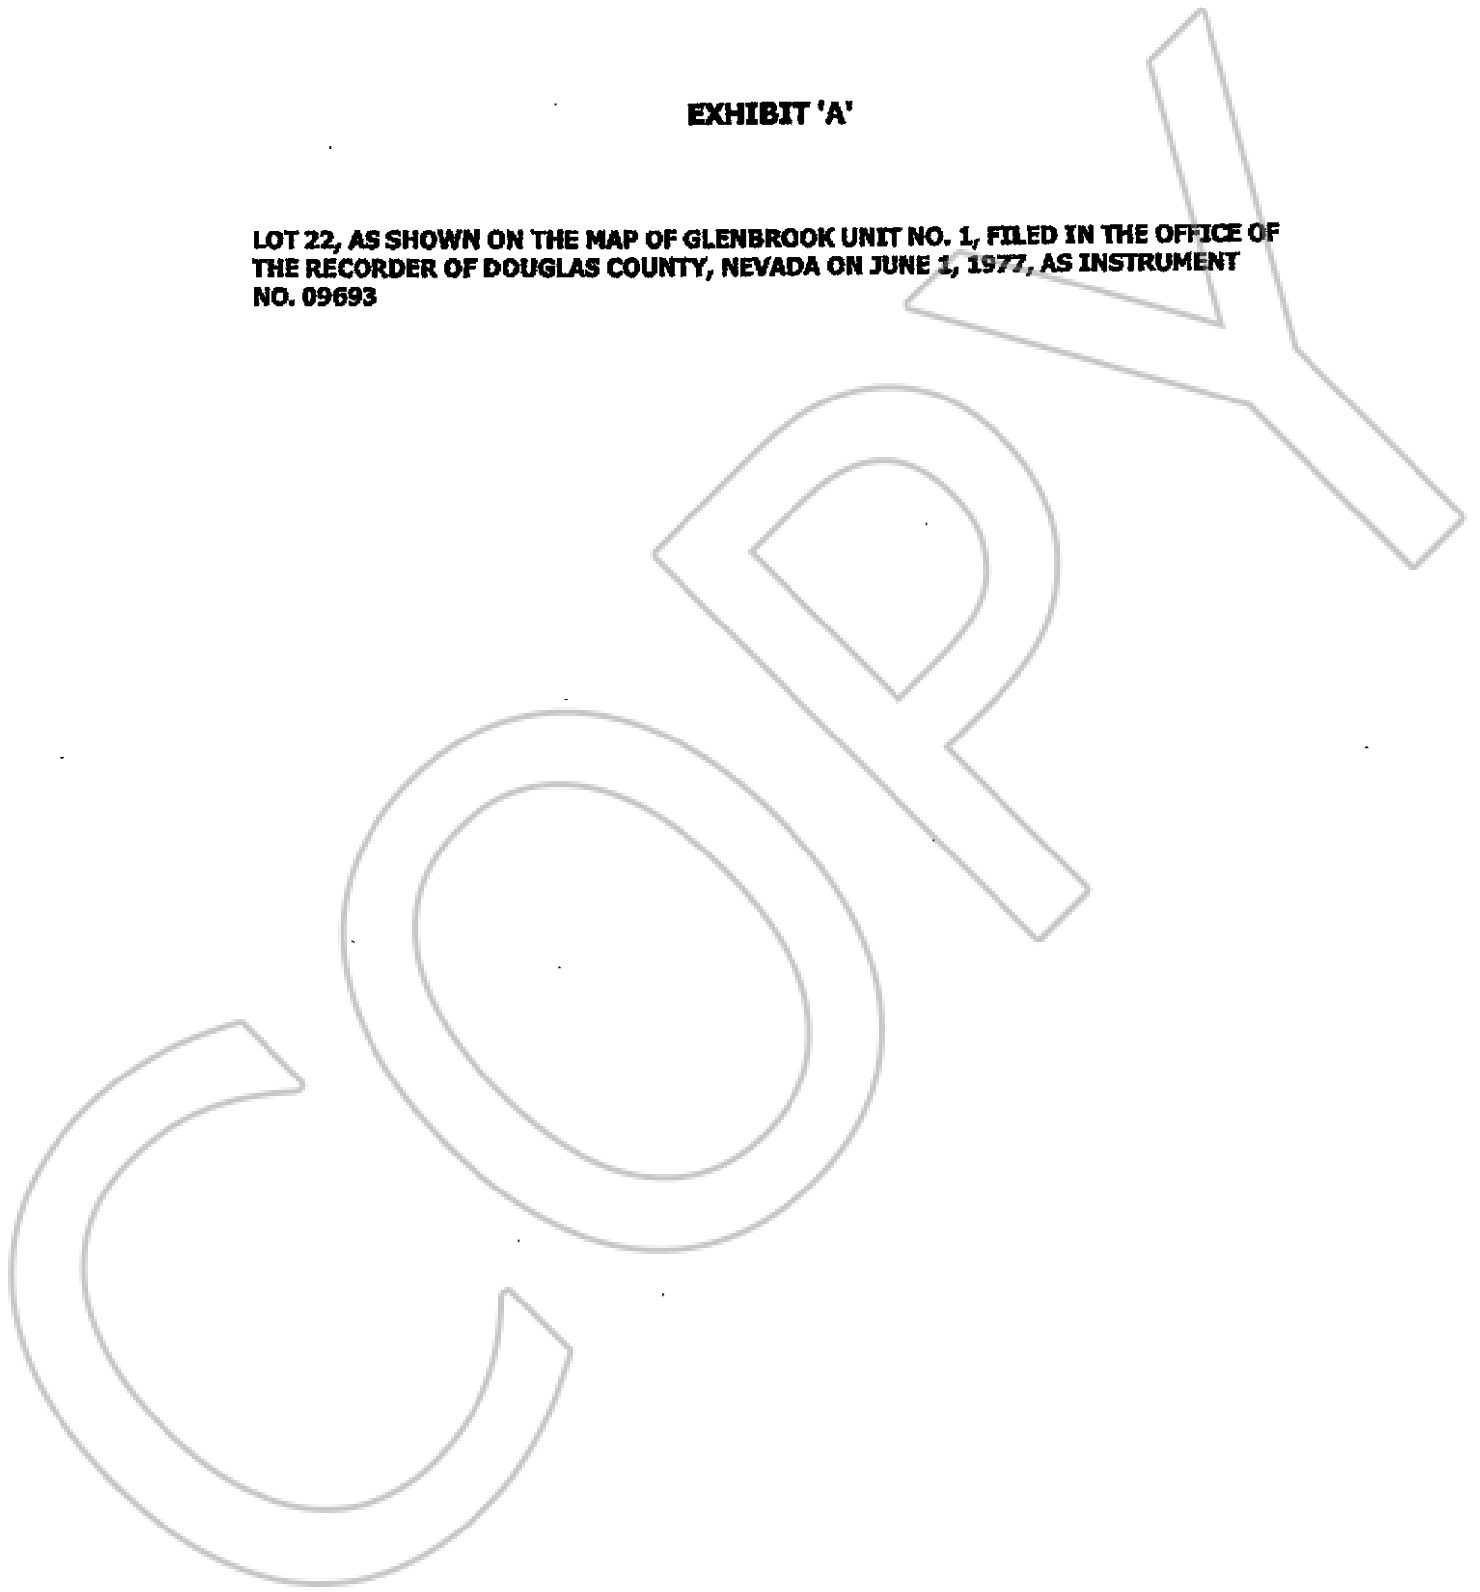 EXHIBIT 'A'
LOT 22, AS SHOWN ON THE MAP OF GLENBROOK UNIT NO. 1, FILED IN THE OFFICE OF
THE RECORDER OF DOUGLAS COUNTY, NEVADA ON JUNE 1, 1977, AS INSTRUMENT
NO. 09693
COPY